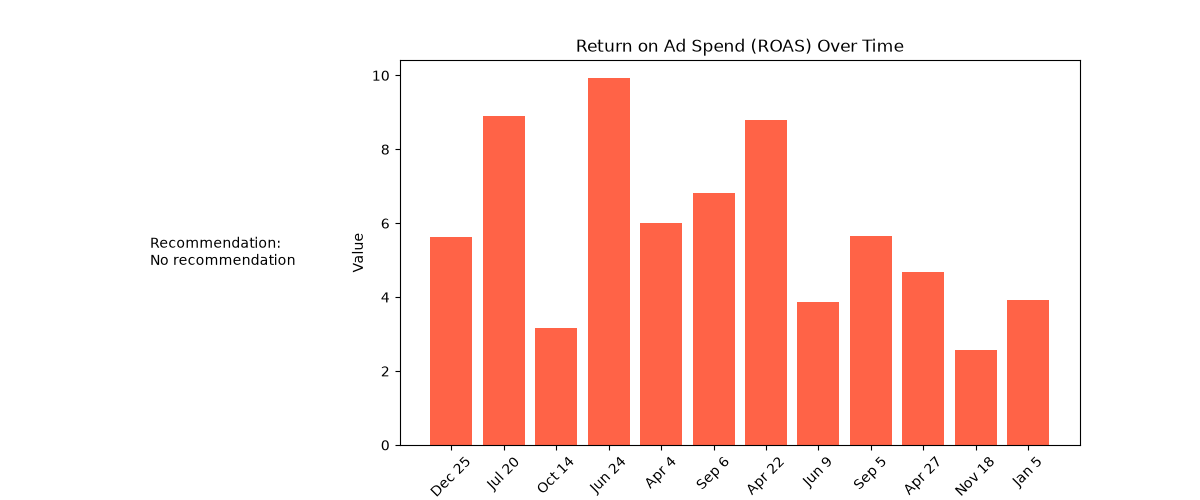 Return on Ad Spend (ROAS) Over Time
Recommendation:
No recommendation
Value
10
8
6
4
2
0
Dec 25
Jul 20
Oct 14
Jun 24
Apr 4
Sep 6
Apr 22
Jun 9
Sep 5
Apr 27
Nov 18
Jan 5